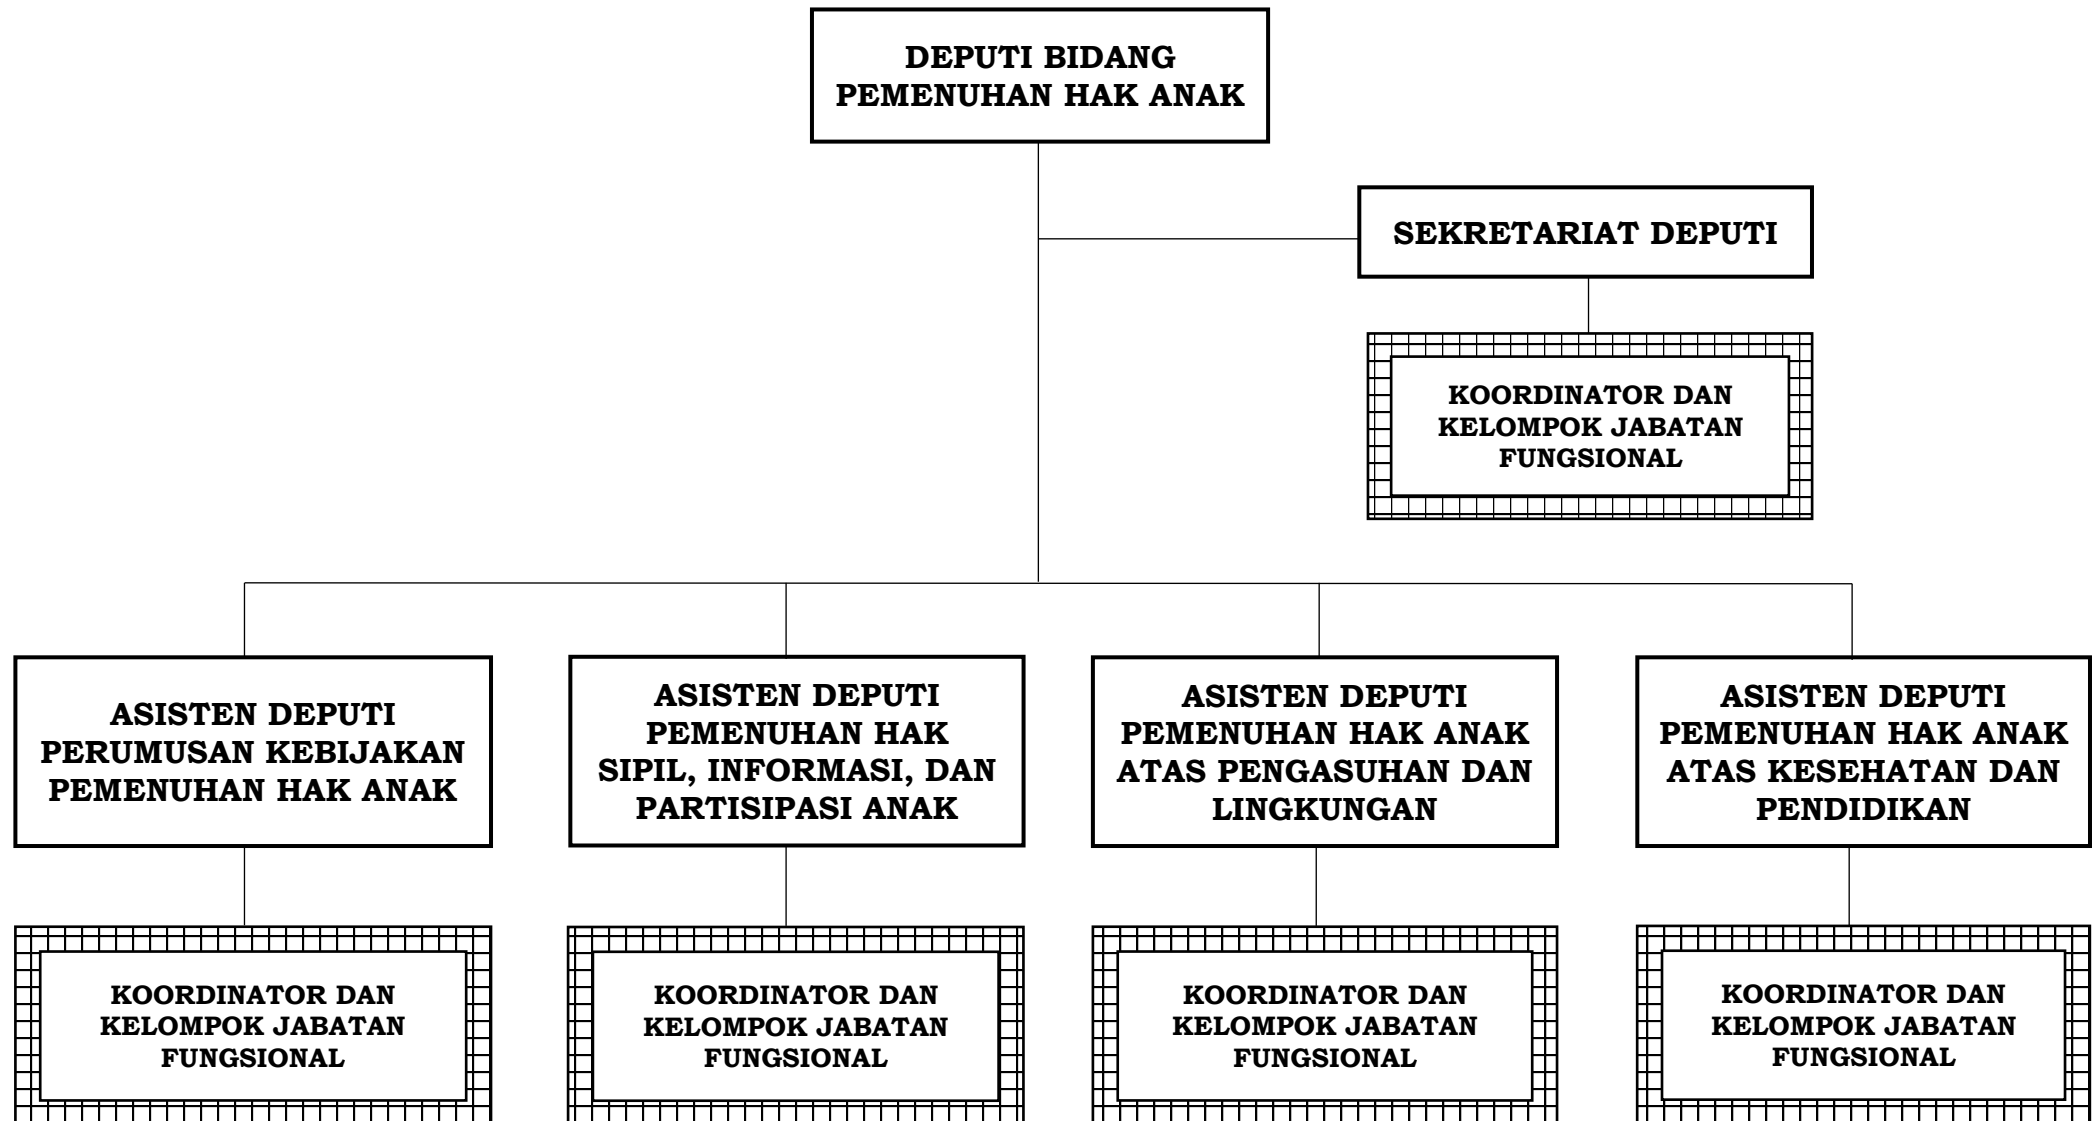 DEPUTI BIDANG
PEMENUHAN HAK ANAK
SEKRETARIAT DEPUTI
KOORDINATOR DAN
KELOMPOK JABATAN
FUNGSIONAL
ASISTEN DEPUTI
PERUMUSAN KEBIJAKAN
PEMENUHAN HAK ANAK
ASISTEN DEPUTI
PEMENUHAN HAK
SIPIL, INFORMASI, DAN
PARTISIPASI ANAK
ASISTEN DEPUTI
PEMENUHAN HAK ANAK
ATAS PENGASUHAN DAN
LINGKUNGAN
ASISTEN DEPUTI
PEMENUHAN HAK ANAK
ATAS KESEHATAN DAN
PENDIDIKAN
KOORDINATOR DAN
KELOMPOK JABATAN
FUNGSIONAL
KOORDINATOR DAN
KELOMPOK JABATAN
FUNGSIONAL
KOORDINATOR DAN
KELOMPOK JABATAN
FUNGSIONAL
KOORDINATOR DAN
KELOMPOK JABATAN
FUNGSIONAL